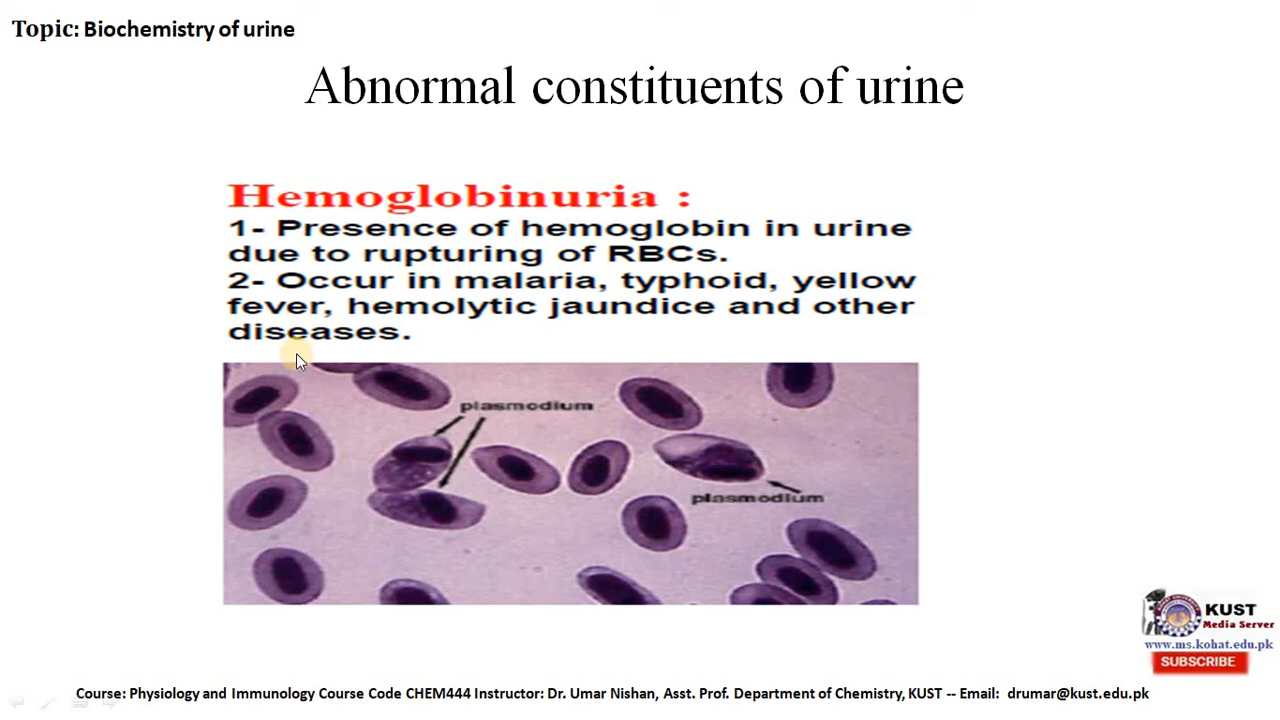 Topic: Biochemistry of urine
Abnormal constituents of urine
Hemoglobinuria :
1- Presence of hemoglobin in urine
due to rupturing of RBCs.
2- Occur in malaria, typhoid, yellow
fever, hemolytic jaundice and other
diseases.
plasmodium
plasmodium
KUST
Media Server
www.ms.kohat.edu.pk
SUBSCRIBE
Course: Physiology and Immunology Course Code CHEM444 Instructor: Dr. Umar Nishan, Asst. Prof. Department of Chemistry, KUST -- Email: drumar@kust.edu.pk